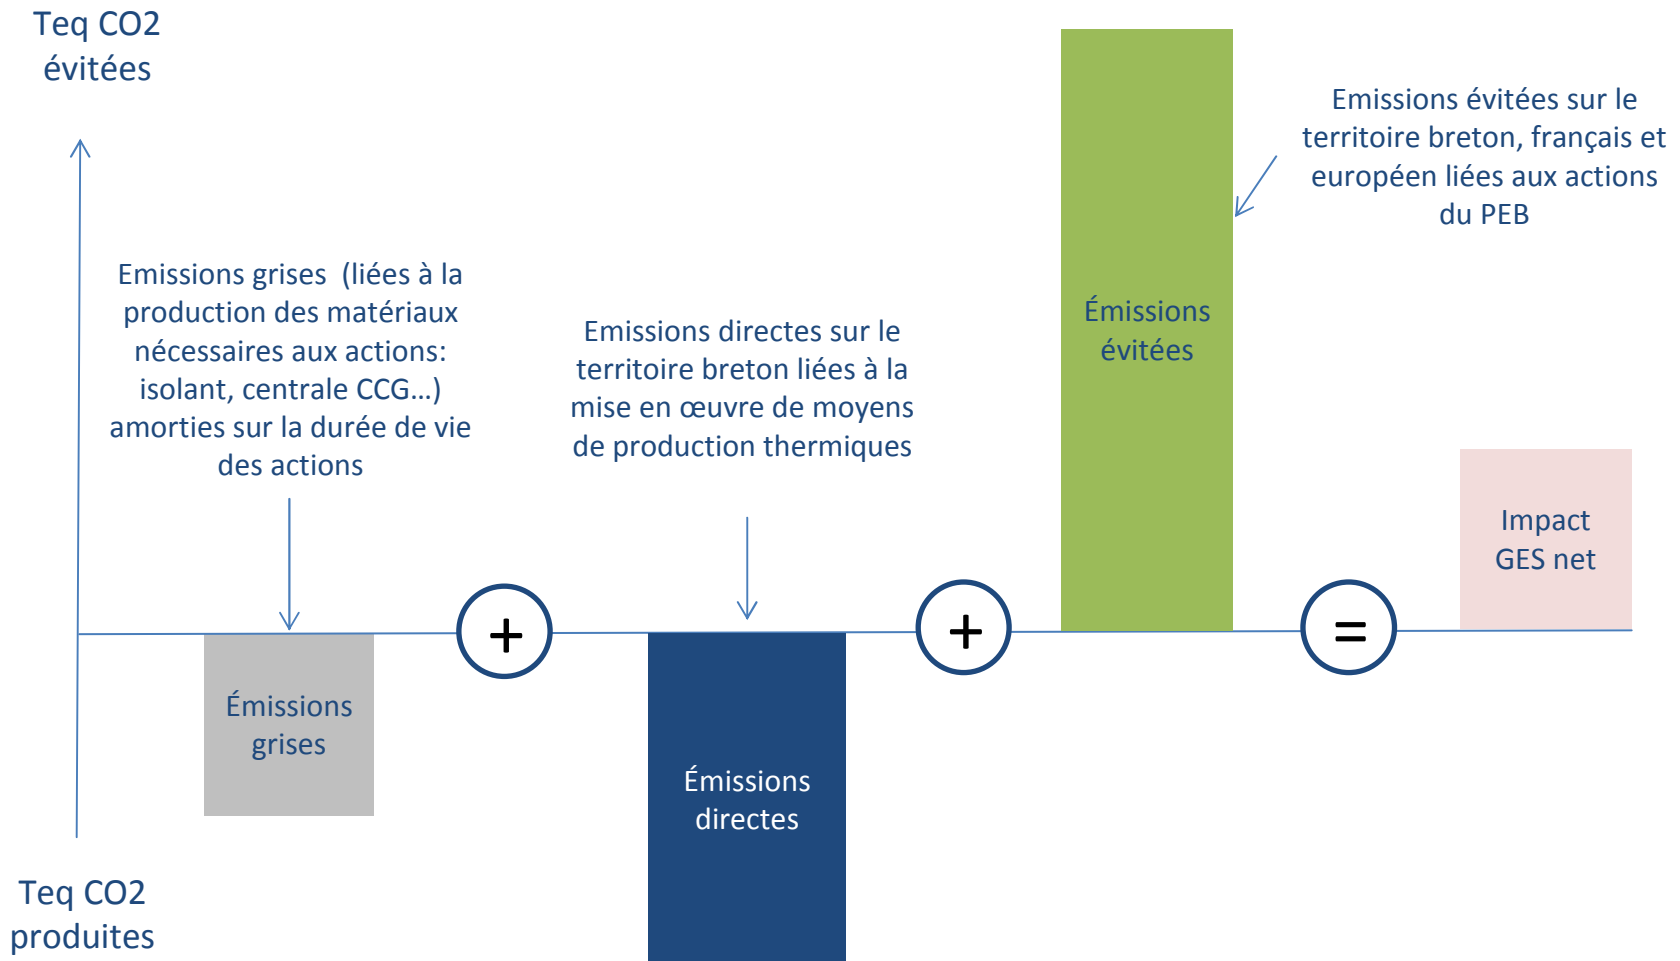 Teq CO2
évitées
Emissions évitées sur le
territoire breton, français et
européen liées aux actions
du PEB
Emissions grises  (liées à la
production des matériaux
nécessaires aux actions:
isolant, centrale CCG…)
amorties sur la durée de vie
des actions
Emissions directes sur le
territoire breton liées à la
mise en œuvre de moyens
de production thermiques
Émissions
évitées
Impact
GES net
+
+
=
Émissions
grises
Émissions
directes
Teq CO2
produites